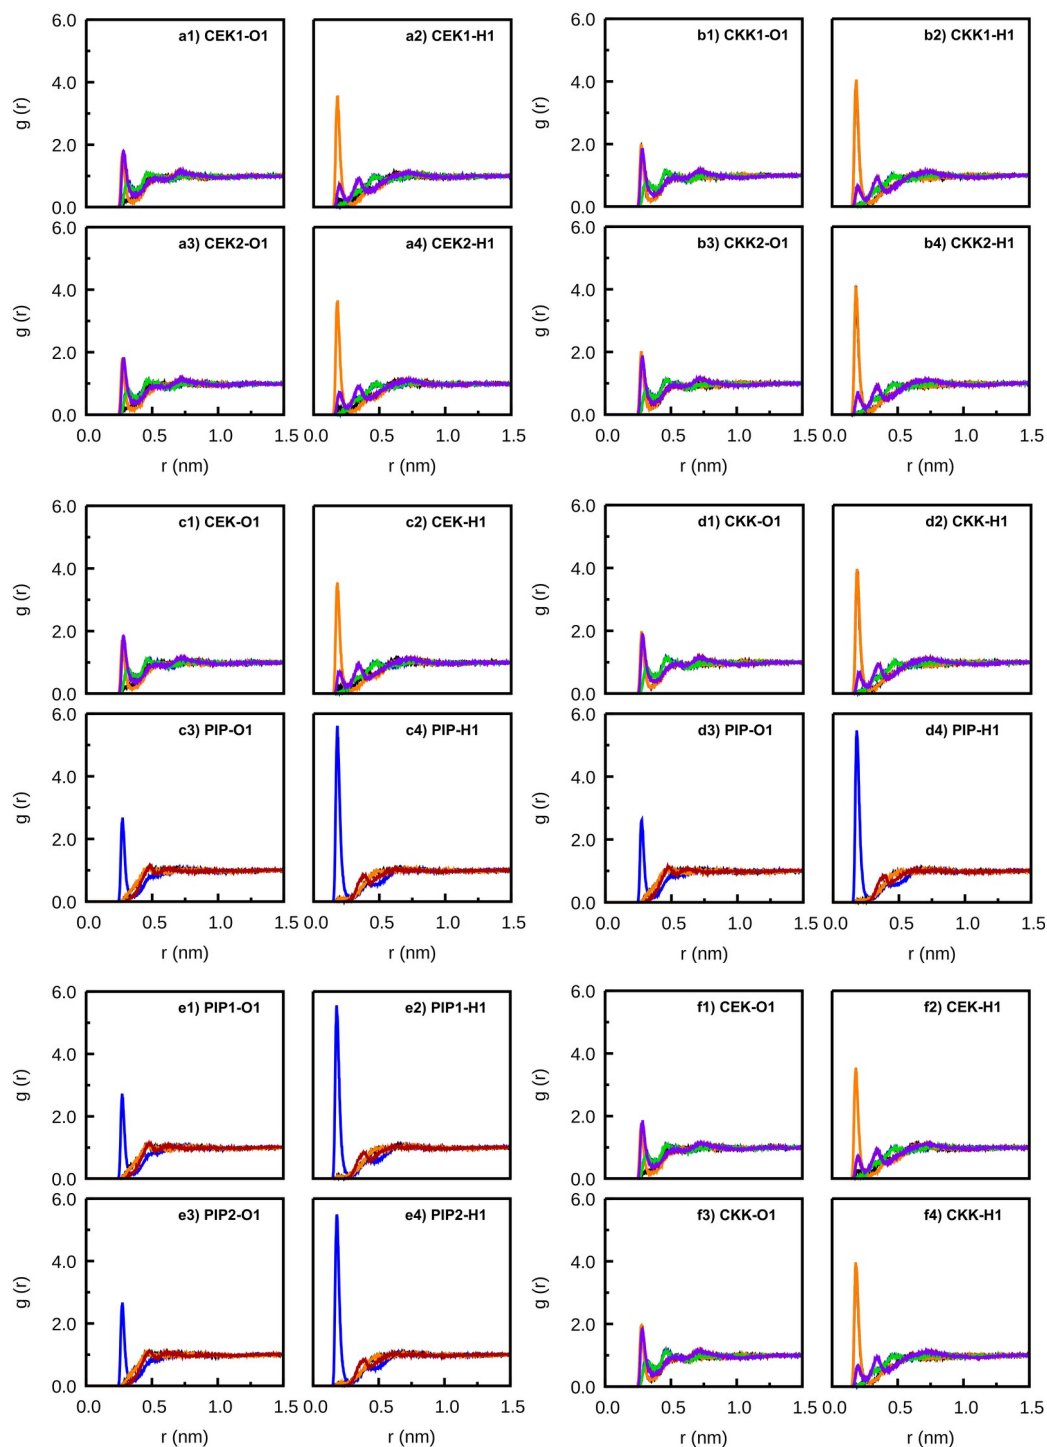 6.0
a1) CEK1-O1
a2) CEK1-H1
4.0
g (r)
2.0
0.0
6.0
b1) CKK1-O1
b2) CKK1-H1
4.0
g (r)
2.0
0.0
6.0
a3) CEK2-O1
a4) CEK2-H1
4.0
g (r)
2.0
0.0
0.0 0.5 1.0 1.5 0.0 0.5 1.0 1.5
r (nm) r (nm)
6.0
b3) CKK2-O1
b4) CKK2-H1
4.0
g (r)
2.0
0.0
0.0 0.5 1.0 1.5 0.0 0.5 1.0 1.5
r (nm) r (nm)
6.0
c1) CEK-O1
c2) CEK-H1
4.0
g (r)
2.0
0.0
6.0
d1) CKK-O1
d2) CKK-H1
4.0
g (r)
2.0
0.0
6.0
c3) PIP-O1
c4) PIP-H1
4.0
g (r)
2.0
0.0
0.0 0.5 1.0 1.5 0.0 0.5 1.0 1.5
r (nm) r (nm)
6.0
d3) PIP-O1
d4) PIP-H1
4.0
g (r)
2.0
0.0
0.0 0.5 1.0 1.5 0.0 0.5 1.0 1.5
r (nm) r (nm)
6.0
e1) PIP1-O1
e2) PIP1-H1
4.0
g (r)
2.0
0.0
6.0
f1) CEK-O1
f2) CEK-H1
4.0
g (r)
2.0
0.0
6.0
e3) PIP2-O1
e4) PIP2-H1
4.0
g (r)
2.0
0.0
0.0 0.5 1.0 1.5 0.0 0.5 1.0 1.5
r (nm) r (nm)
6.0
f3) CKK-O1
f4) CKK-H1
4.0
g (r)
2.0
0.0
0.0 0.5 1.0 1.5 0.0 0.5 1.0 1.5
r (nm) r (nm)